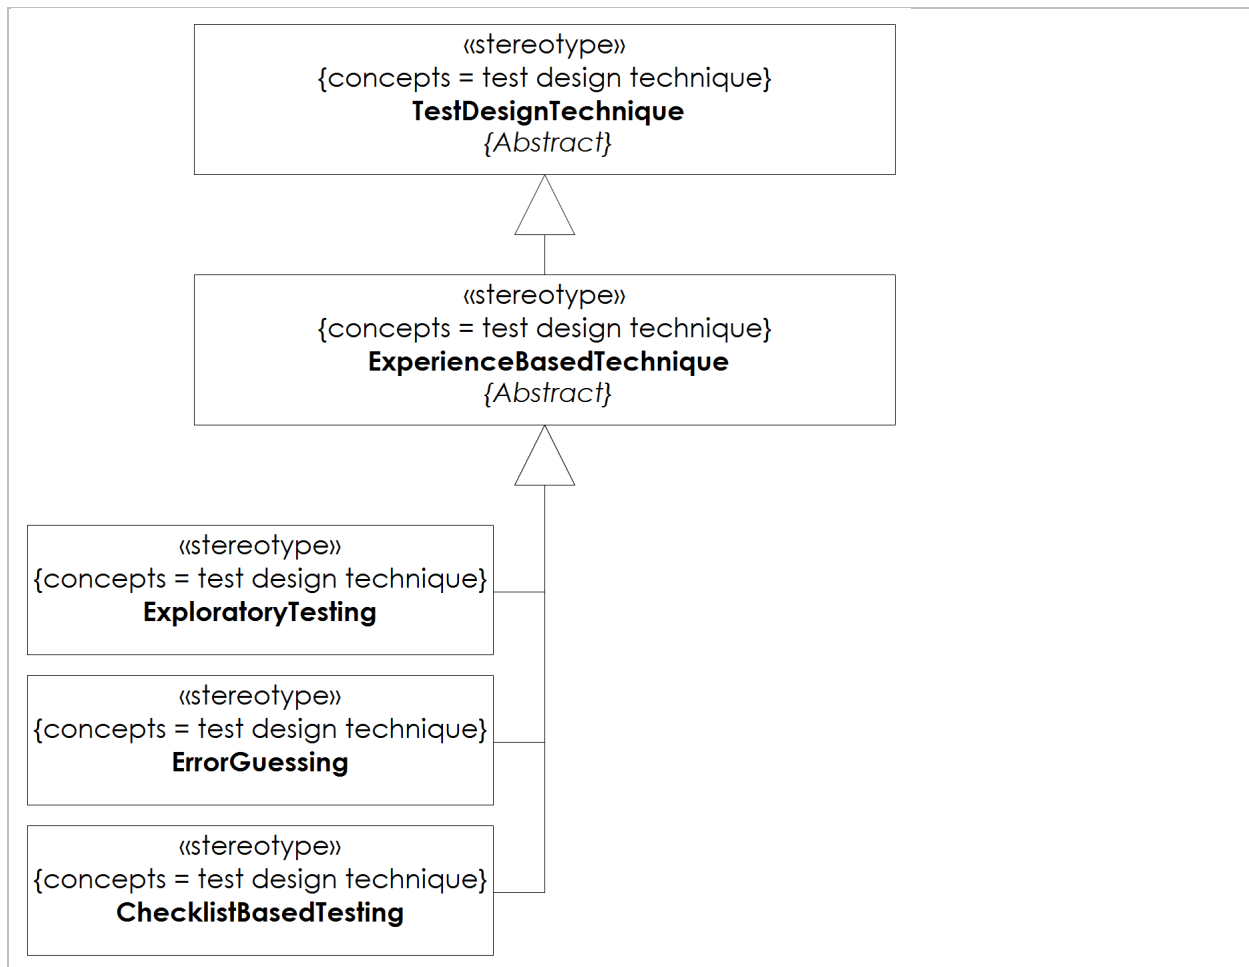 «stereotype»
{concepts = test design technique}
TestDesignTechnique
{Abstract}
«stereotype»
{concepts = test design technique}
ExperienceBasedTechnique
{Abstract}
«stereotype»
{concepts = test design technique}
ExploratoryTesting
«stereotype»
{concepts = test design technique}
ErrorGuessing
«stereotype»
{concepts = test design technique}
ChecklistBasedTesting